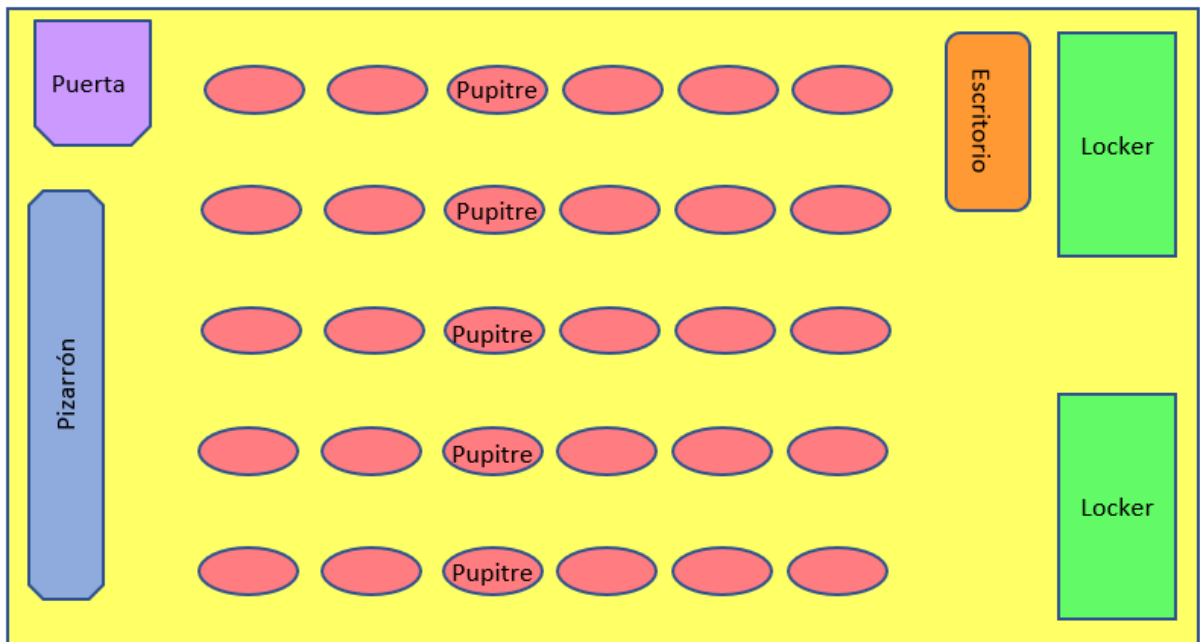 Puerta
Pupitre
Escritorio
Locker
Pupitre
Pupitre
Pizarrón
Pupitre
Locker
Pupitre